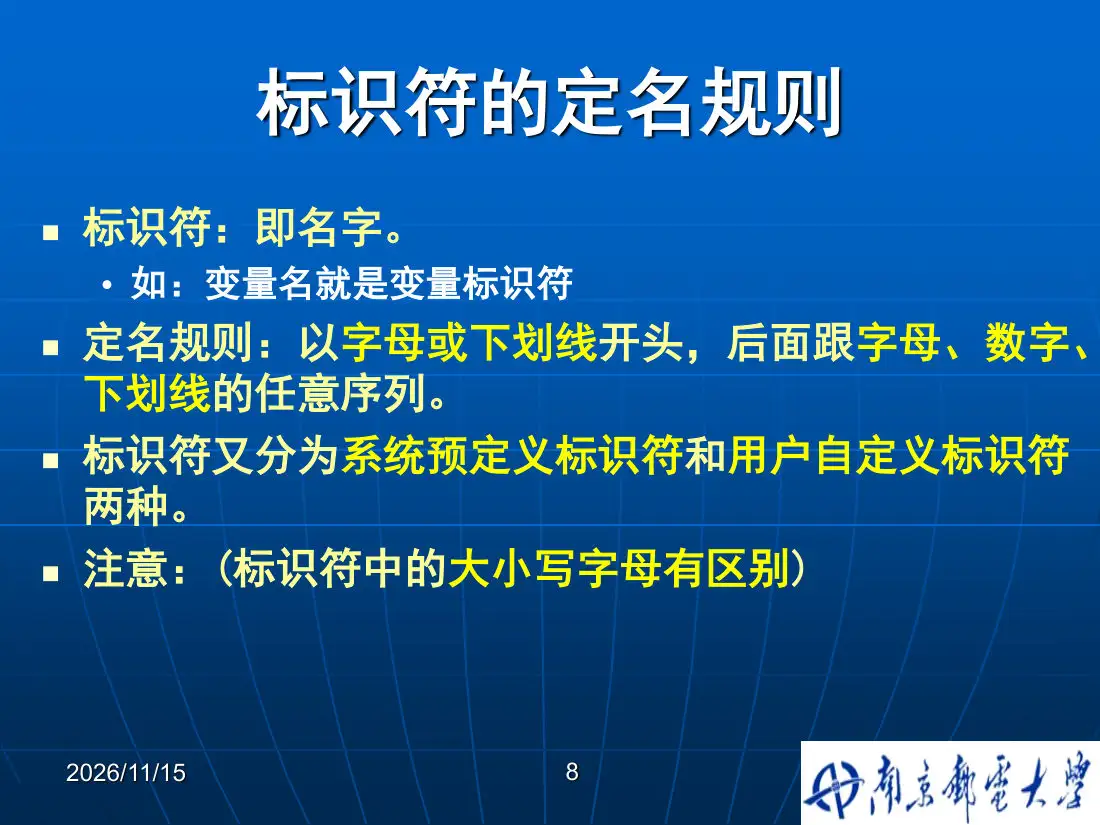 标识符的定名规则
标识符：即名字。
如：变量名就是变量标识符
定名规则：以字母或下划线开头，后面跟字母、数字、
下划线的任意序列。
标识符又分为系统预定义标识符和用户自定义标识符
两种。
注意：(标识符中的大小写字母有区别)
2026/11/15
8
南京邮电大学